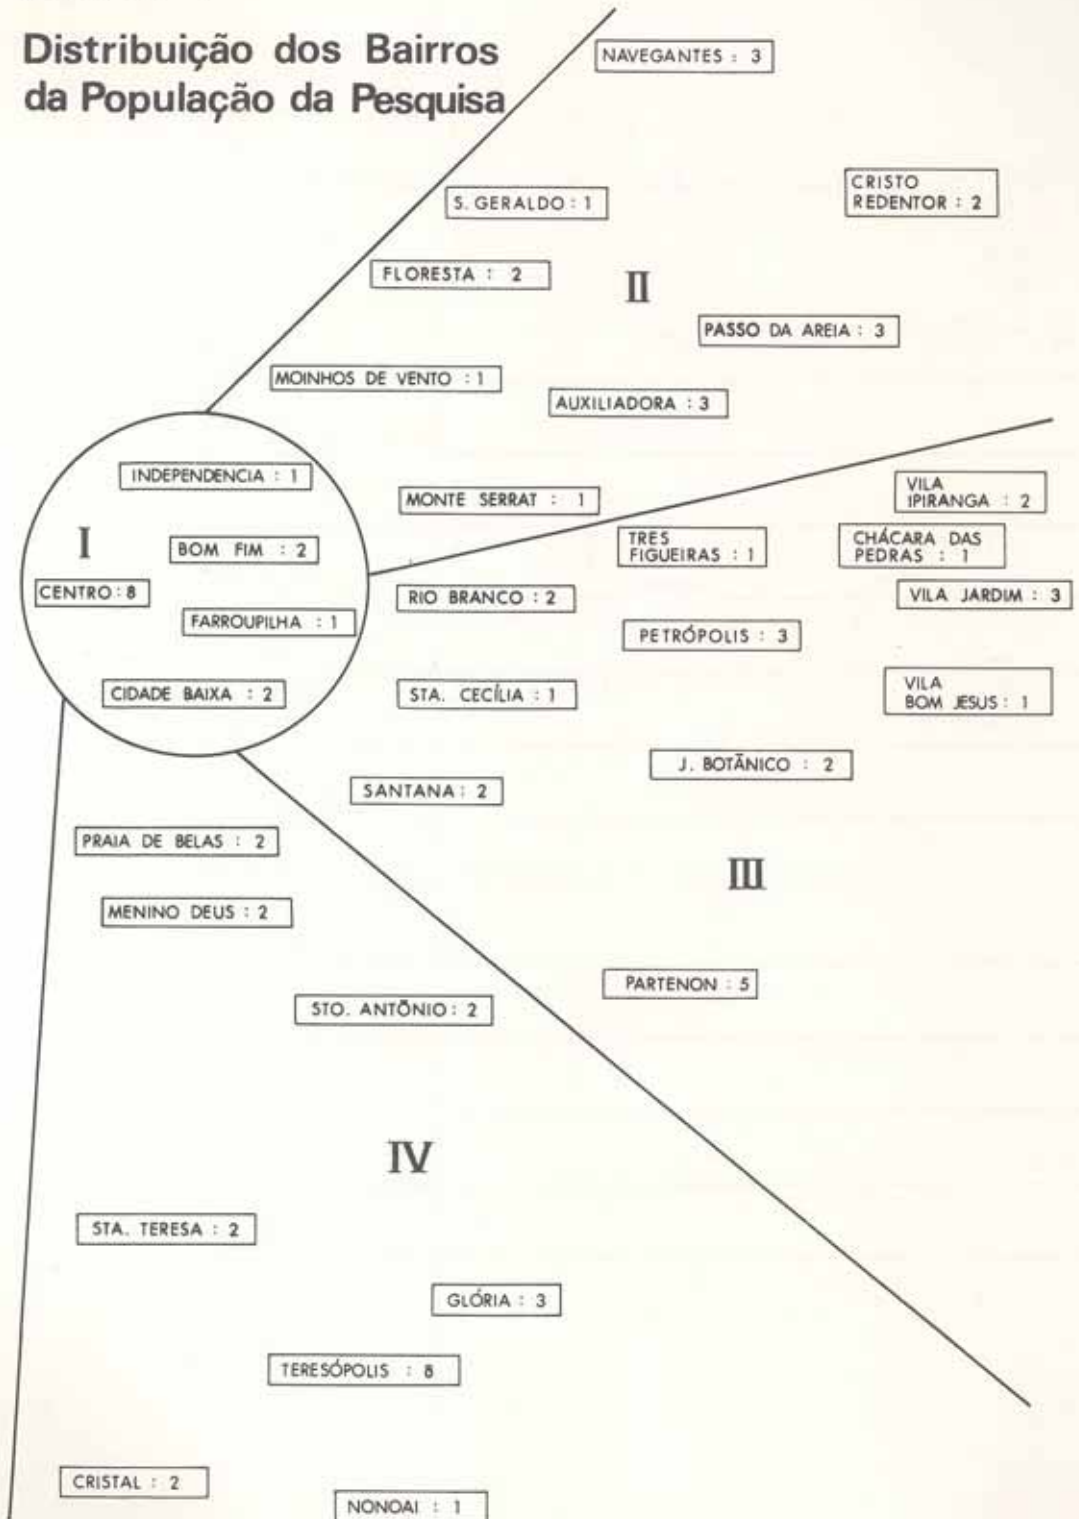 Distribuição dos Bairros
da População da Pesquisa
NAVEGANTES : 3
CRISTO
REDENTOR : 2
S. GERALDO : 1
FLORESTA : 2
II
PASSO DA AREIA : 3
MOINHOS DE VENTO : 1
AUXILIADORA : 3
MONTE SERRAT : 1
INDEPENDENCIA : 1
I
BOM FIM : 2
CENTRO : 8
FARROUPILHA : 1
CIDADE BAIXA : 2
VILA
IPIRANGA : 2
TRES
FIGUEIRAS : 1
CHÁCARA DAS
PEDRAS : 1
RIO BRANCO : 2
VILA JARDIM : 3
PETRÓPOLIS : 3
STA. CECÍLIA : 1
VILA
BOM JESUS : 1
J. BOTÂNICO : 2
SANTANA : 2
III
PARTENON : 5
PRAIA DE BELAS : 2
MENINO DEUS : 2
STO. ANTÔNIO : 2
IV
STA. TERESA : 2
GLÓRIA : 3
TERESÓPOLIS : 8
CRISTAL : 2
NONOAI : 1